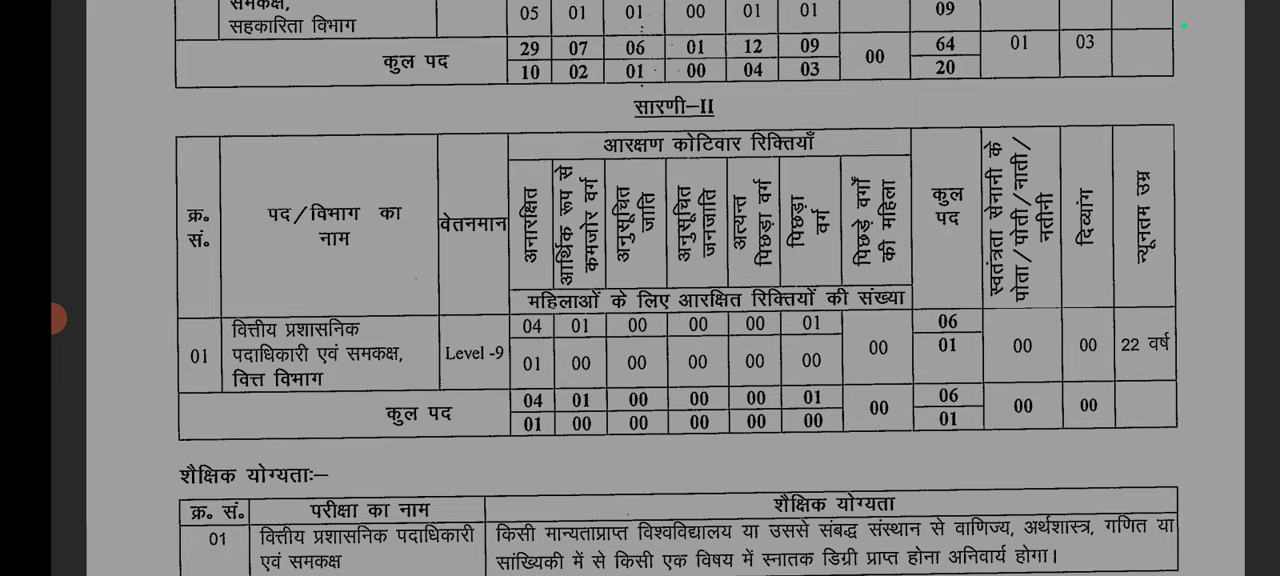 समकक्ष,
सहकारिता विभाग
05 01 01 00 01 01 09
कुल पद
29 07 06 01 12 09 00 64 01 03
10 02 01 00 04 03 20
सारणी–II
क्र. सं.
पद/विभाग का नाम
वेतनमान
आरक्षण कोटिवार रिक्तियाँ
अनारक्षित
आर्थिक रूप से कमजोर वर्ग
अनुसूचित जाति
अनुसूचित जनजाति
अत्यन्त पिछड़ा वर्ग
पिछड़ा वर्ग
पिछड़े वर्गों की महिला
महिलाओं के लिए आरक्षित रिक्तियों की संख्या
कुल पद
स्वतंत्रता सेनानी के पोता/पोती/नाती/नतीनी
दिव्यांग
न्यूनतम उम्र
01
वित्तीय प्रशासनिक
पदाधिकारी एवं समकक्ष,
वित्त विभाग
Level -9
04 01 00 00 00 01 00 06 00 00 22 वर्ष
01 00 00 00 00 00 01
कुल पद
04 01 00 00 00 01 00 06 00 00
01 00 00 00 00 00 01
शैक्षिक योग्यताः–
क्र. सं. परीक्षा का नाम शैक्षिक योग्यता
01 वित्तीय प्रशासनिक पदाधिकारी किसी मान्यताप्राप्त विश्वविद्यालय या उससे संबद्ध संस्थान से वाणिज्य, अर्थशास्त्र, गणित या
एवं समकक्ष सांख्यिकी में से किसी एक विषय में स्नातक डिग्री प्राप्त होना अनिवार्य होगा।